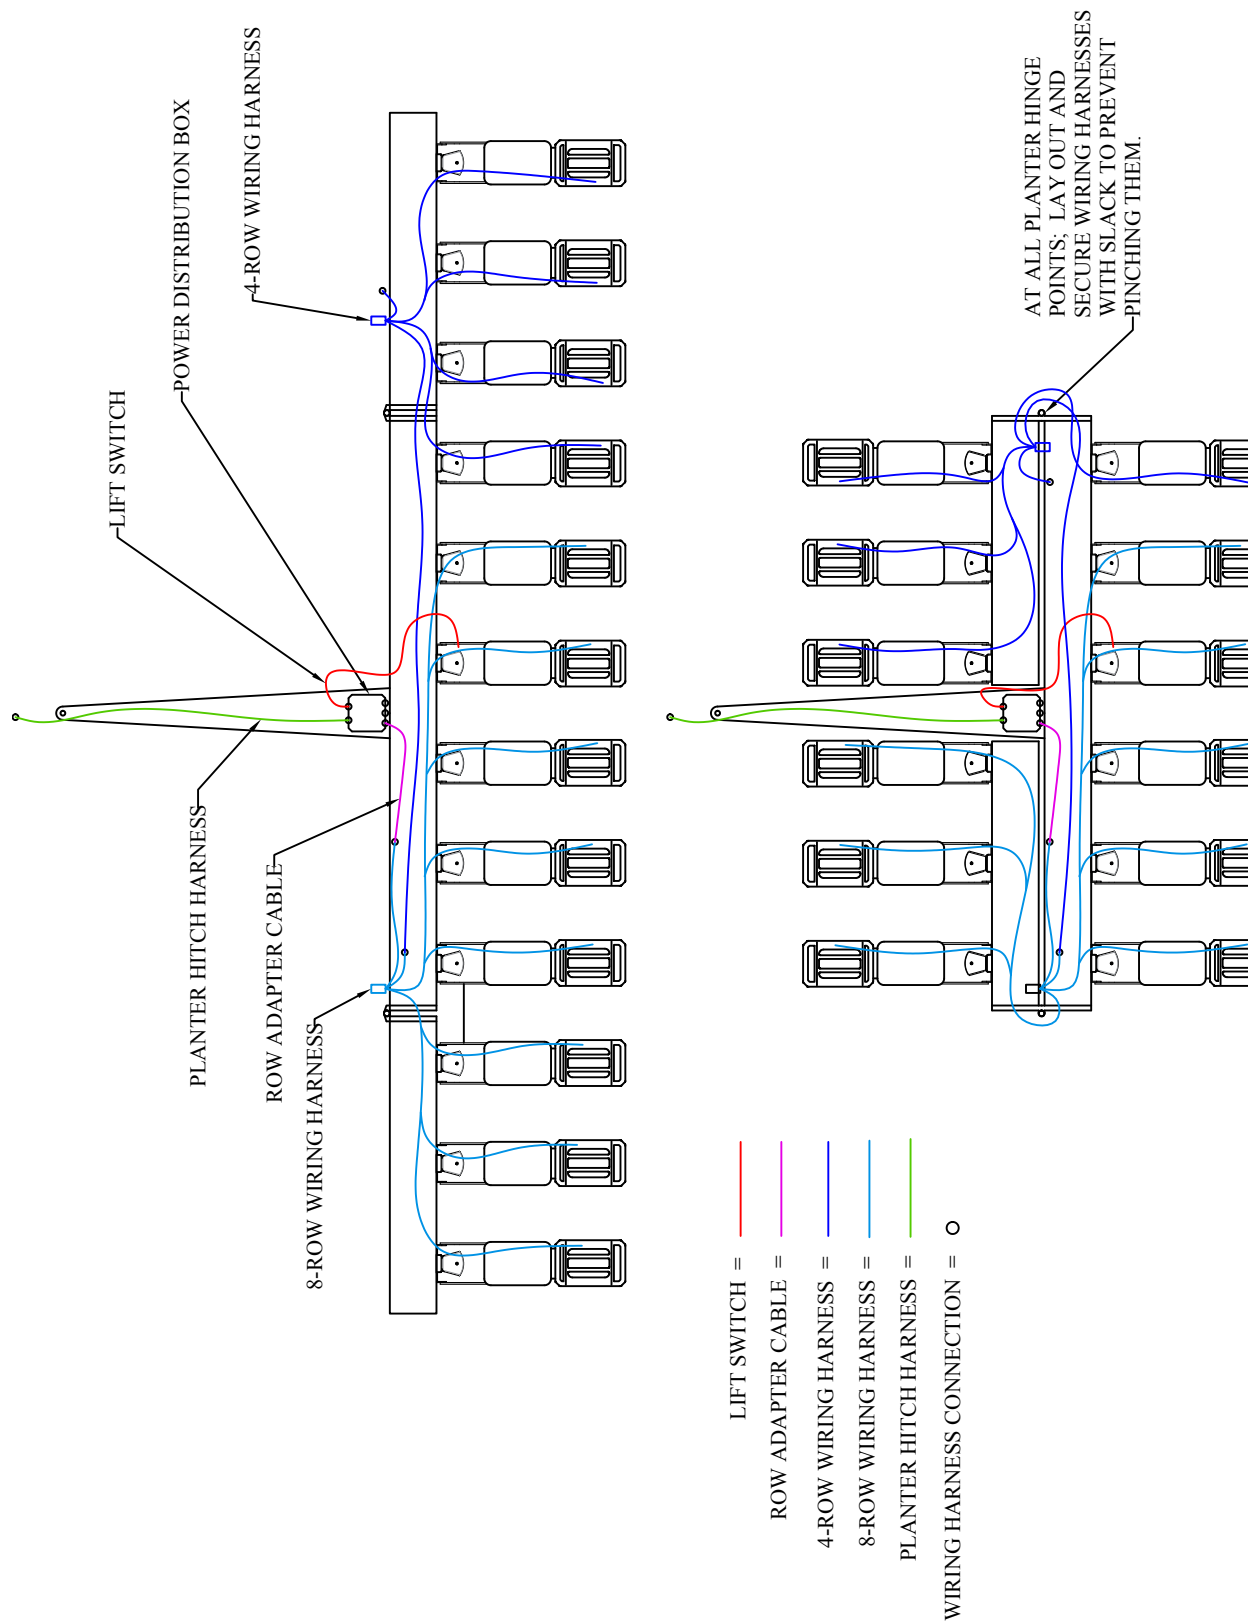 4-ROW WIRING HARNESS
POWER DISTRIBUTION BOX
LIFT SWITCH
PLANTER HITCH HARNESS
ROW ADAPTER CABLE
8-ROW WIRING HARNESS
AT ALL PLANTER HINGE
POINTS; LAY OUT AND
SECURE WIRING HARNESSES
WITH SLACK TO PREVENT
PINCHING THEM.
LIFT SWITCH =
ROW ADAPTER CABLE =
4-ROW WIRING HARNESS =
8-ROW WIRING HARNESS =
PLANTER HITCH HARNESS =
WIRING HARNESS CONNECTION =